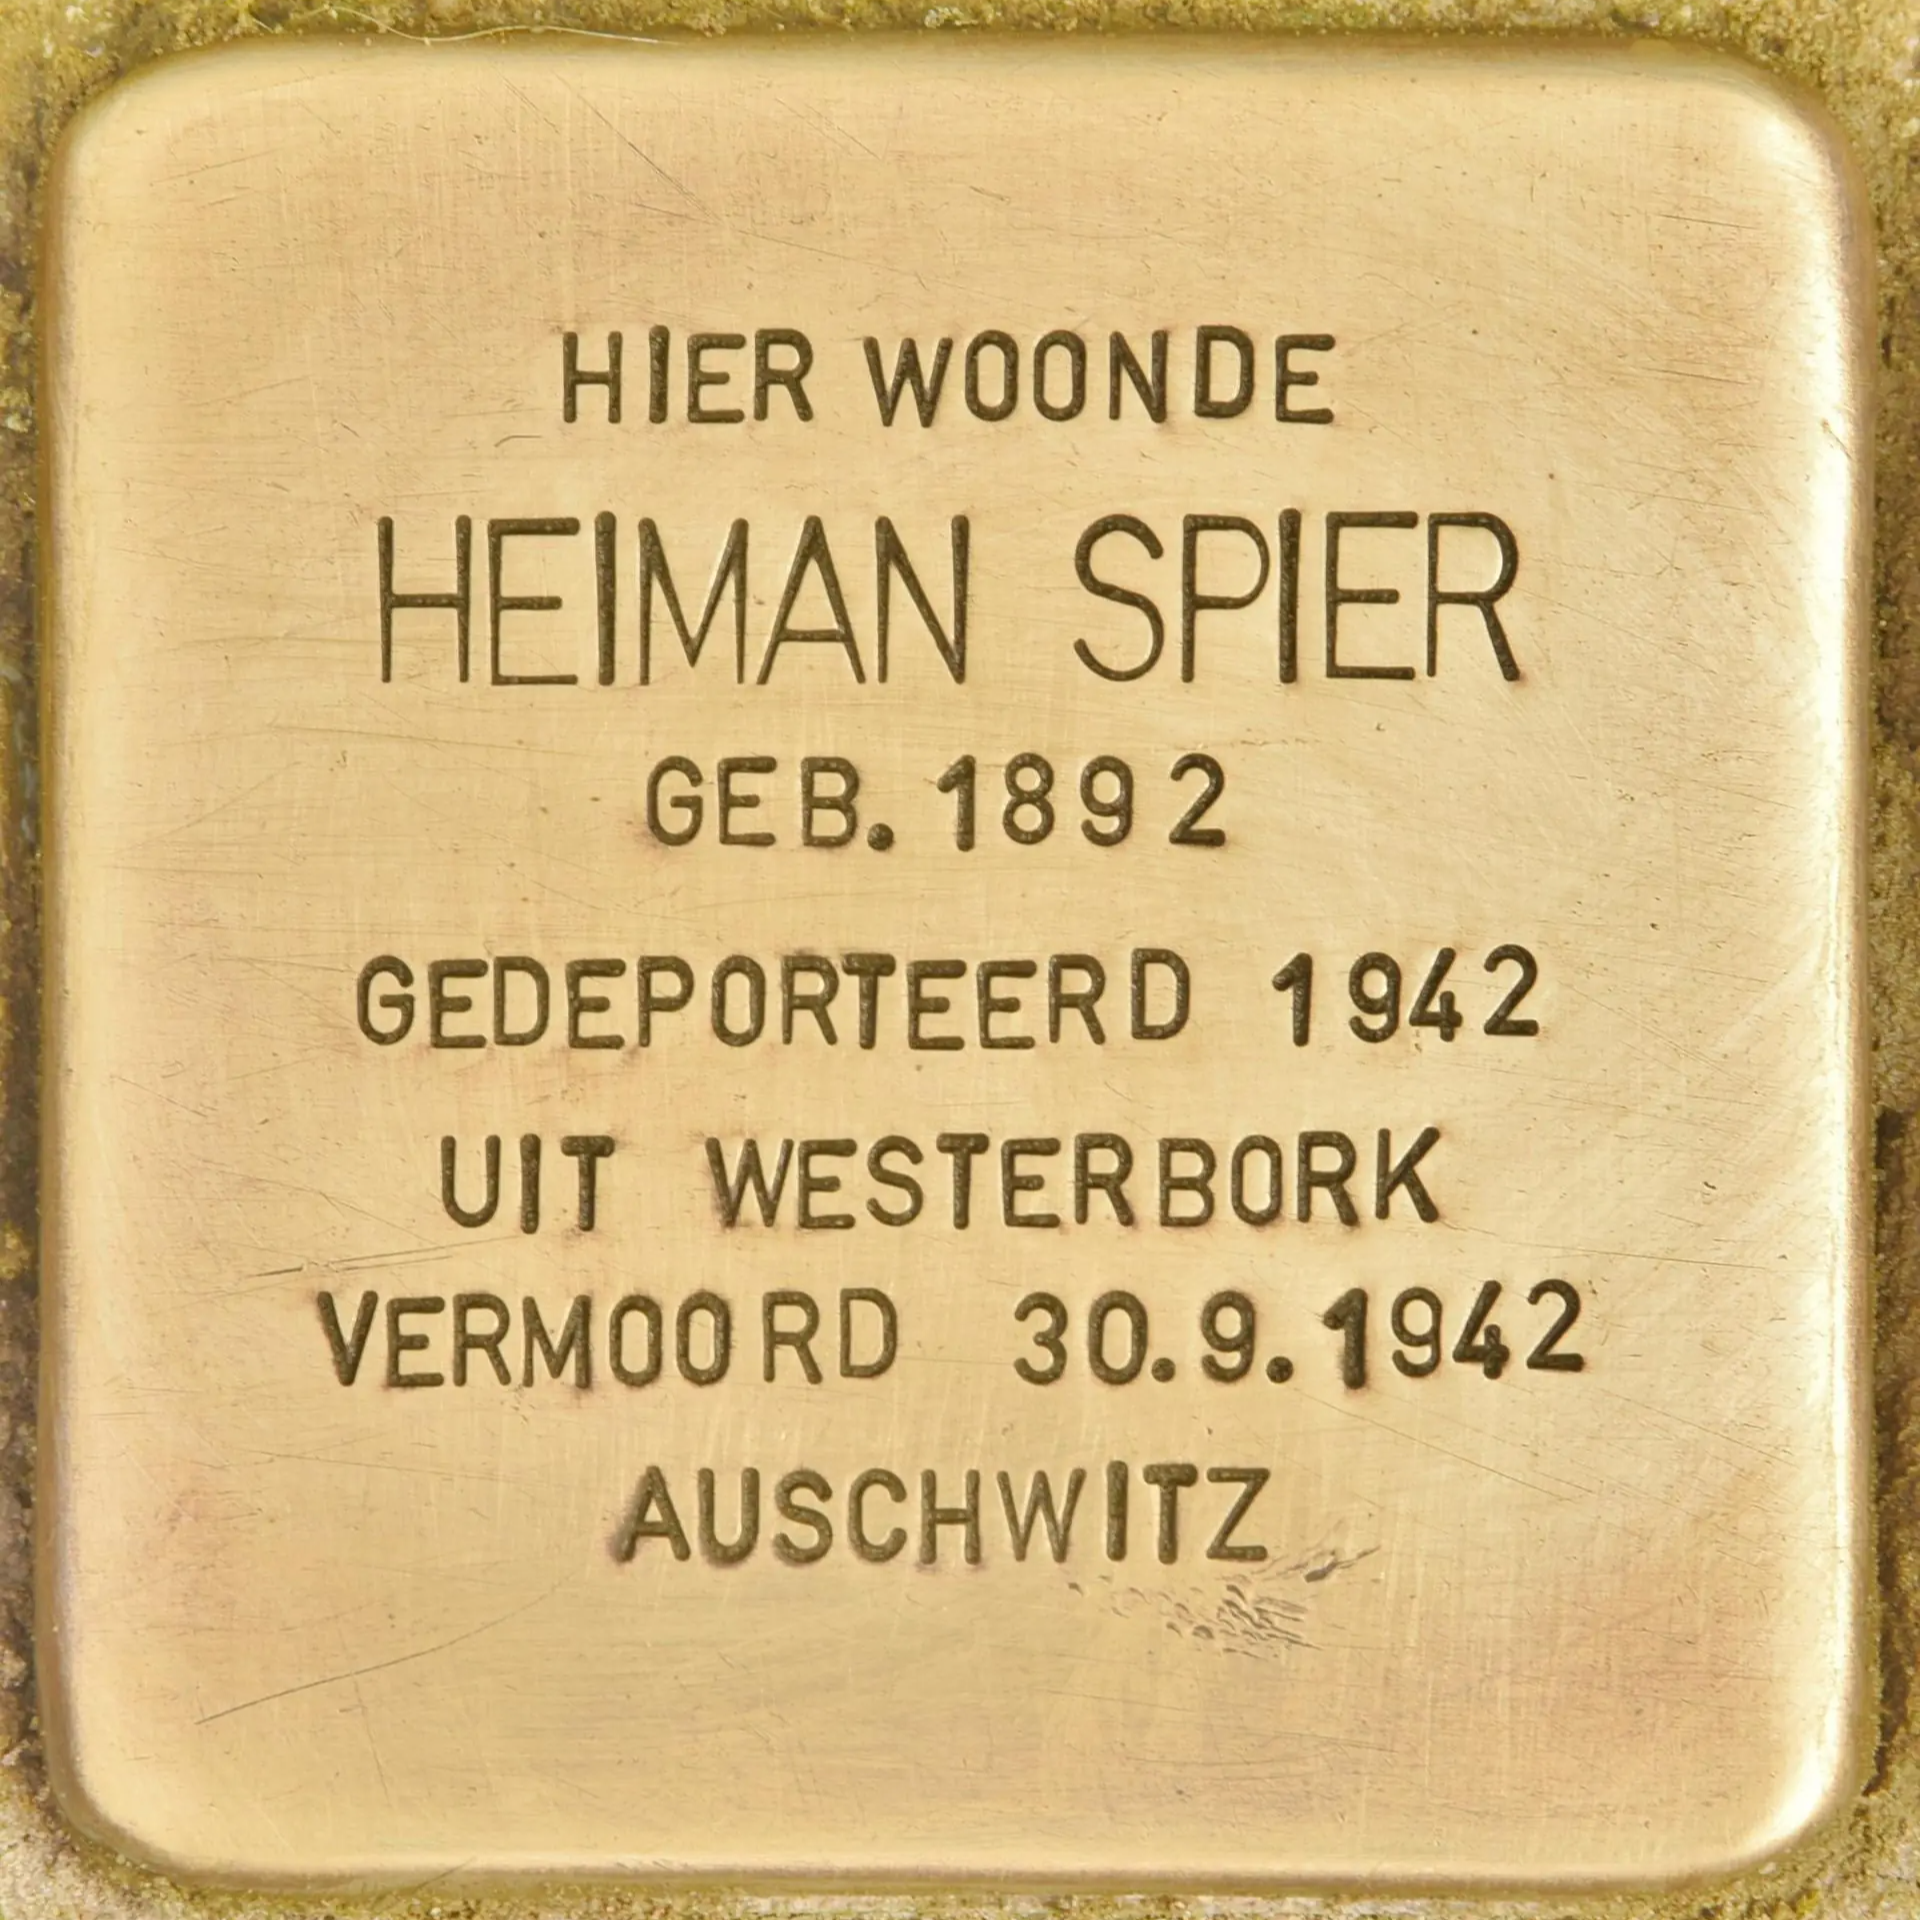 HIER WOONDE
HEIMAN SPIER
GEB. 1892
GEDEPORTEERD 1942
UIT WESTERBORK
VERMOORD 30.9.1942
AUSCHWITZ